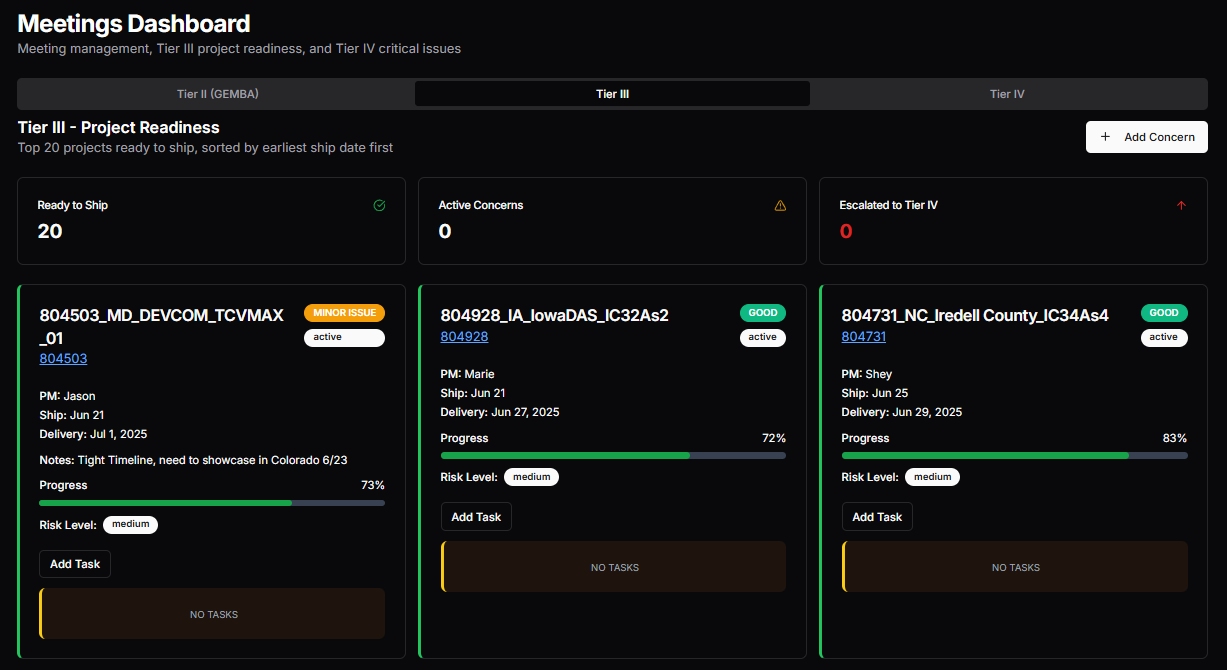 Meetings Dashboard
Meeting management, Tier III project readiness, and Tier IV critical issues
Tier II (GEMBA)
Tier III
Tier IV
Tier III - Project Readiness
Top 20 projects ready to ship, sorted by earliest ship date first
+ Add Concern
Ready to Ship
20
Active Concerns
0
Escalated to Tier IV
0
804503_MD_DEVCOM_TCVMAX
_01
MINOR ISSUE
active
804503
PM: Jason
Ship: Jun 21
Delivery: Jul 1, 2025
Notes: Tight Timeline, need to showcase in Colorado 6/23
Progress 73%
Risk Level: medium
Add Task
NO TASKS
804928_IA_IowaDAS_IC32As2
GOOD
804928
active
PM: Marie
Ship: Jun 21
Delivery: Jun 27, 2025
Progress 72%
Risk Level: medium
Add Task
NO TASKS
804731_NC_Iredell County_IC34As4
GOOD
804731
active
PM: Shey
Ship: Jun 25
Delivery: Jun 29, 2025
Progress 83%
Risk Level: medium
Add Task
NO TASKS